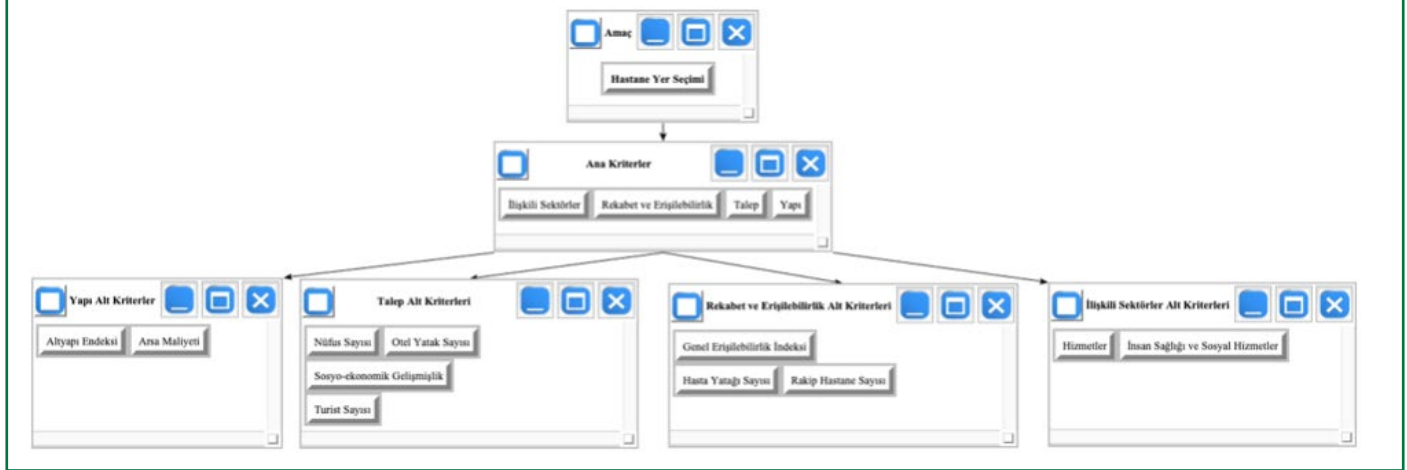 Amaç
Hastane Yer Seçimi
Ana Kriterler
İlişkili Sektörler Rekabet ve Erişilebilirlik Talep Yapı
Yapı Alt Kriterler
Altyapı Endeksi Arsa Maliyeti
Talep Alt Kriterleri
Nüfus Sayısı Otel Yatak Sayısı
Sosyo-ekonomik Gelişmişlik
Turist Sayısı
Rekabet ve Erişilebilirlik Alt Kriterleri
Genel Erişilebilirlik İndeksi
Hasta Yatağı Sayısı Rakip Hastane Sayısı
İlişkili Sektörler Alt Kriterleri
Hizmetler İnsan Sağlığı ve Sosyal Hizmetler